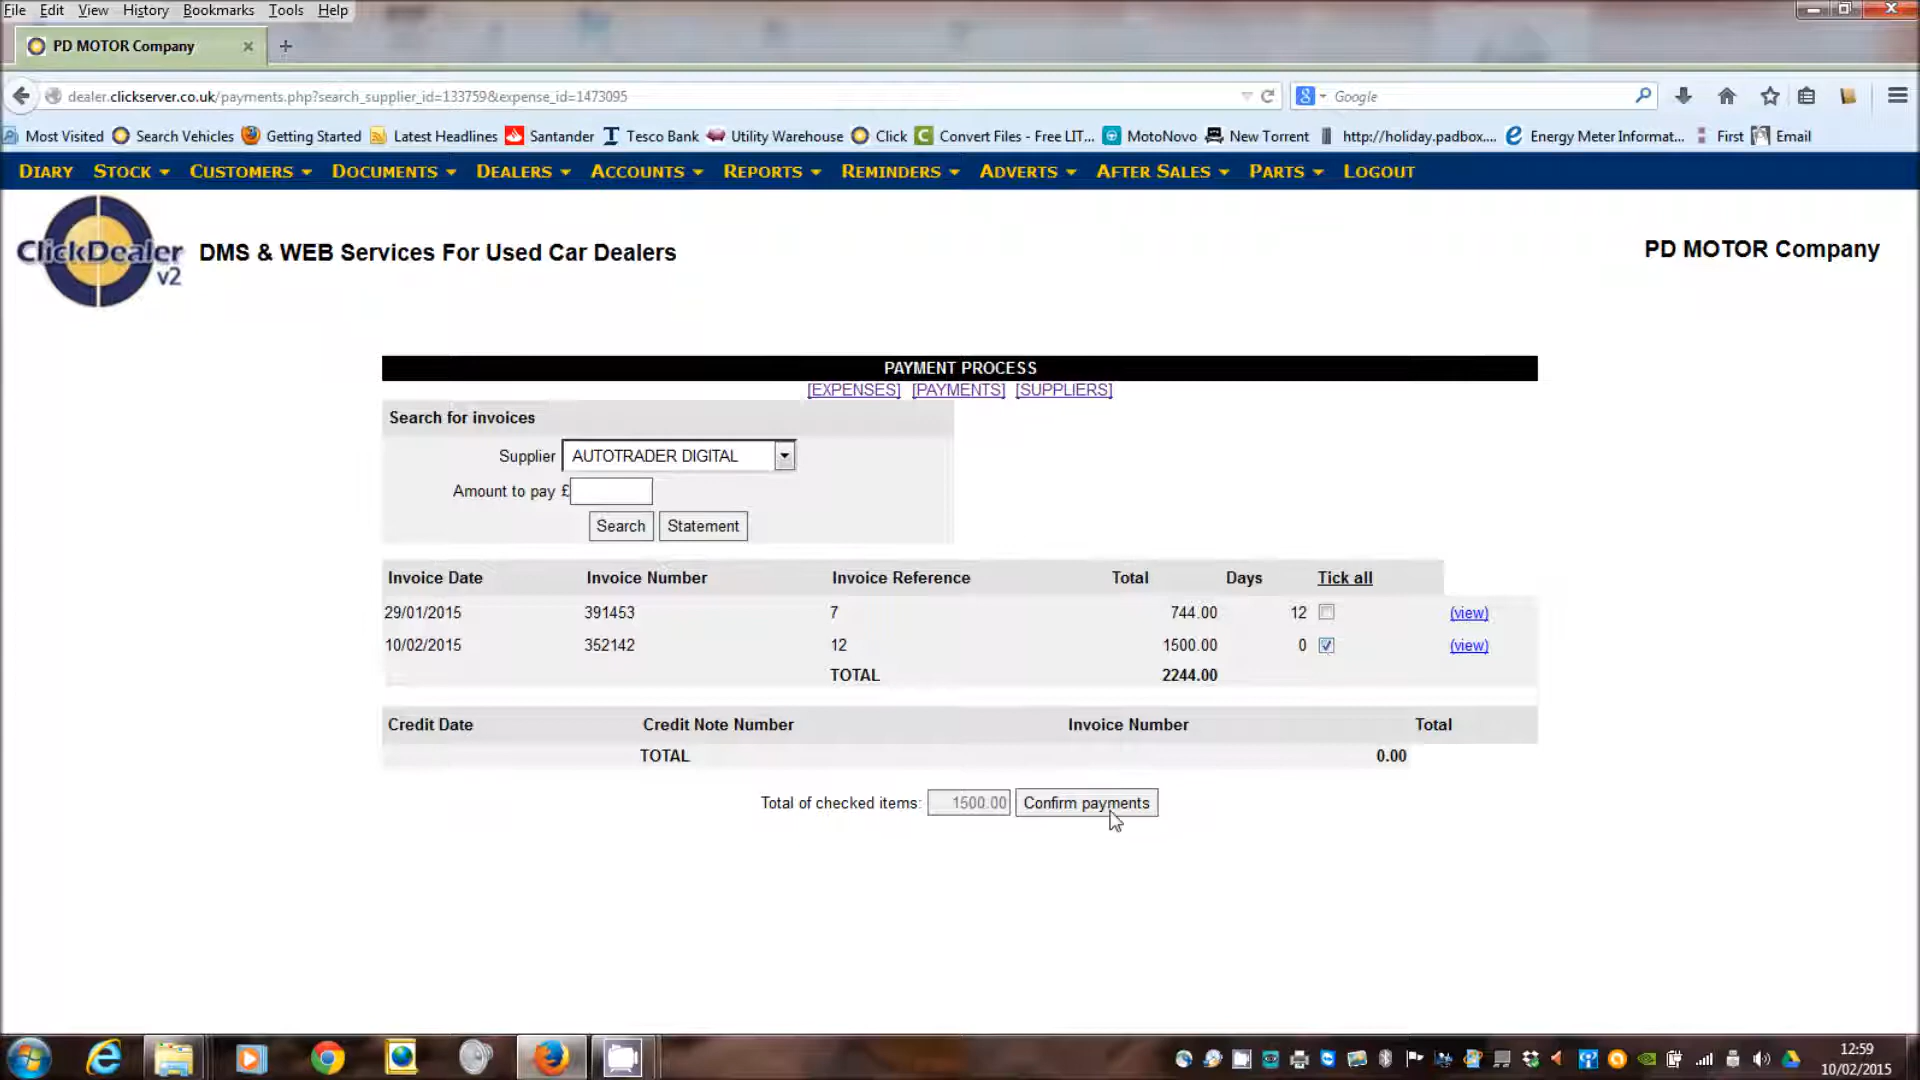 File Edit View History Bookmarks Tools Help
PD MOTOR Company
dealer.clickserver.co.uk/payments.php?search_supplier_id=133759&expense_id=1473095
Google
Most Visited Search Vehicles Getting Started Latest Headlines Santander Tesco Bank Utility Warehouse Click Convert Files - Free LIT... MotoNovo New Torrent http://holiday.padbox.... Energy Meter Informat... First Email
DIARY STOCK CUSTOMERS DOCUMENTS DEALERS ACCOUNTS REPORTS REMINDERS ADVERTS AFTER SALES PARTS LOGOUT
ClickDealer v2
DMS & WEB Services For Used Car Dealers
PD MOTOR Company
PAYMENT PROCESS
[EXPENSES] [PAYMENTS] [SUPPLIERS]
Search for invoices
Supplier AUTOTRADER DIGITAL
Amount to pay £
Search Statement
Invoice Date Invoice Number Invoice Reference Total Days Tick all
29/01/2015 391453 7 744.00 12 (view)
10/02/2015 352142 12 1500.00 0 (view)
TOTAL 2244.00
Credit Date Credit Note Number Invoice Number Total
TOTAL 0.00
Total of checked items: 1500.00 Confirm payments
12:59
10/02/2015